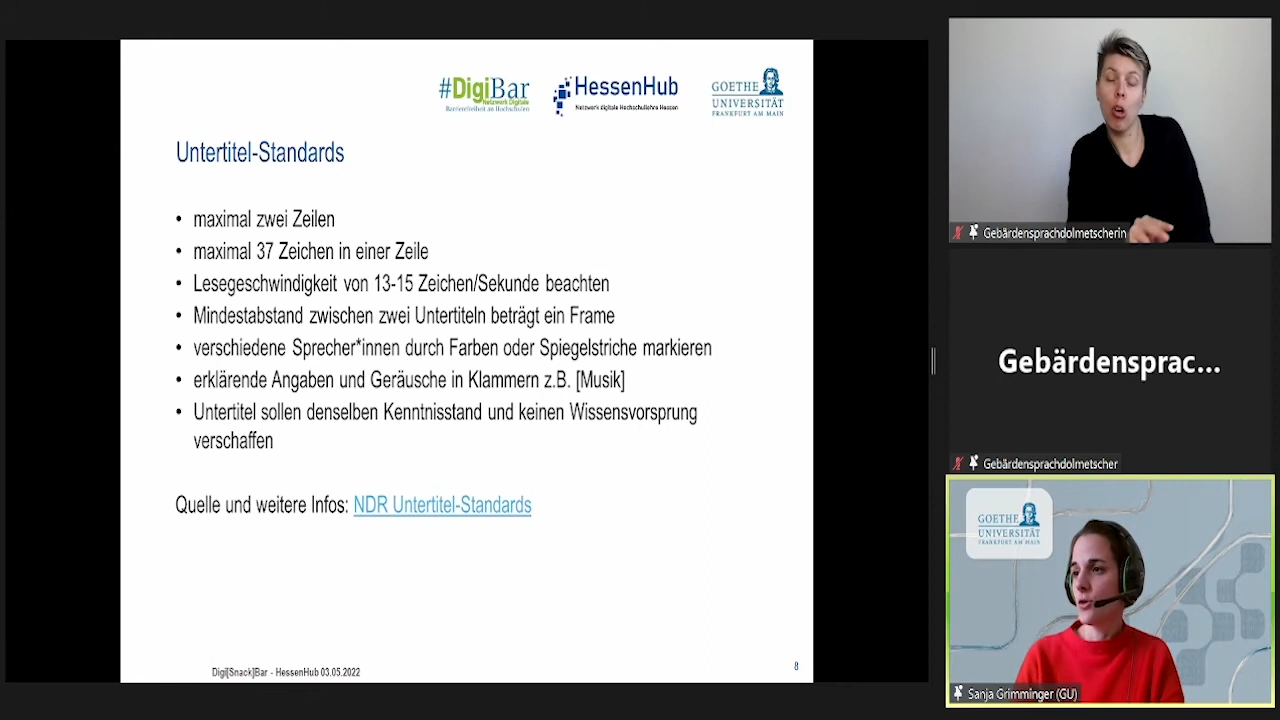 #DigiBar
Netzwerk Digitale
Barrierefreiheit an Hochschulen
HessenHub
Netzwerk digitale Hochschullehre Hessen
GOETHE
UNIVERSITÄT
FRANKFURT AM MAIN
Untertitel-Standards
• maximal zwei Zeilen
• maximal 37 Zeichen in einer Zeile
• Lesegeschwindigkeit von 13-15 Zeichen/Sekunde beachten
• Mindestabstand zwischen zwei Untertiteln beträgt ein Frame
• verschiedene Sprecher*innen durch Farben oder Spiegelstriche markieren
• erklärende Angaben und Geräusche in Klammern z.B. [Musik]
• Untertitel sollen denselben Kenntnisstand und keinen Wissensvorsprung
verschaffen
Quelle und weitere Infos: NDR Untertitel-Standards
Digi[Snack]Bar - HessenHub 03.05.2022
8
Gebärdensprachdolmetscherin
Gebärdensprac...
Gebärdensprachdolmetscher
GOETHE
UNIVERSITÄT
FRANKFURT AM MAIN
Sanja Grimminger (GU)